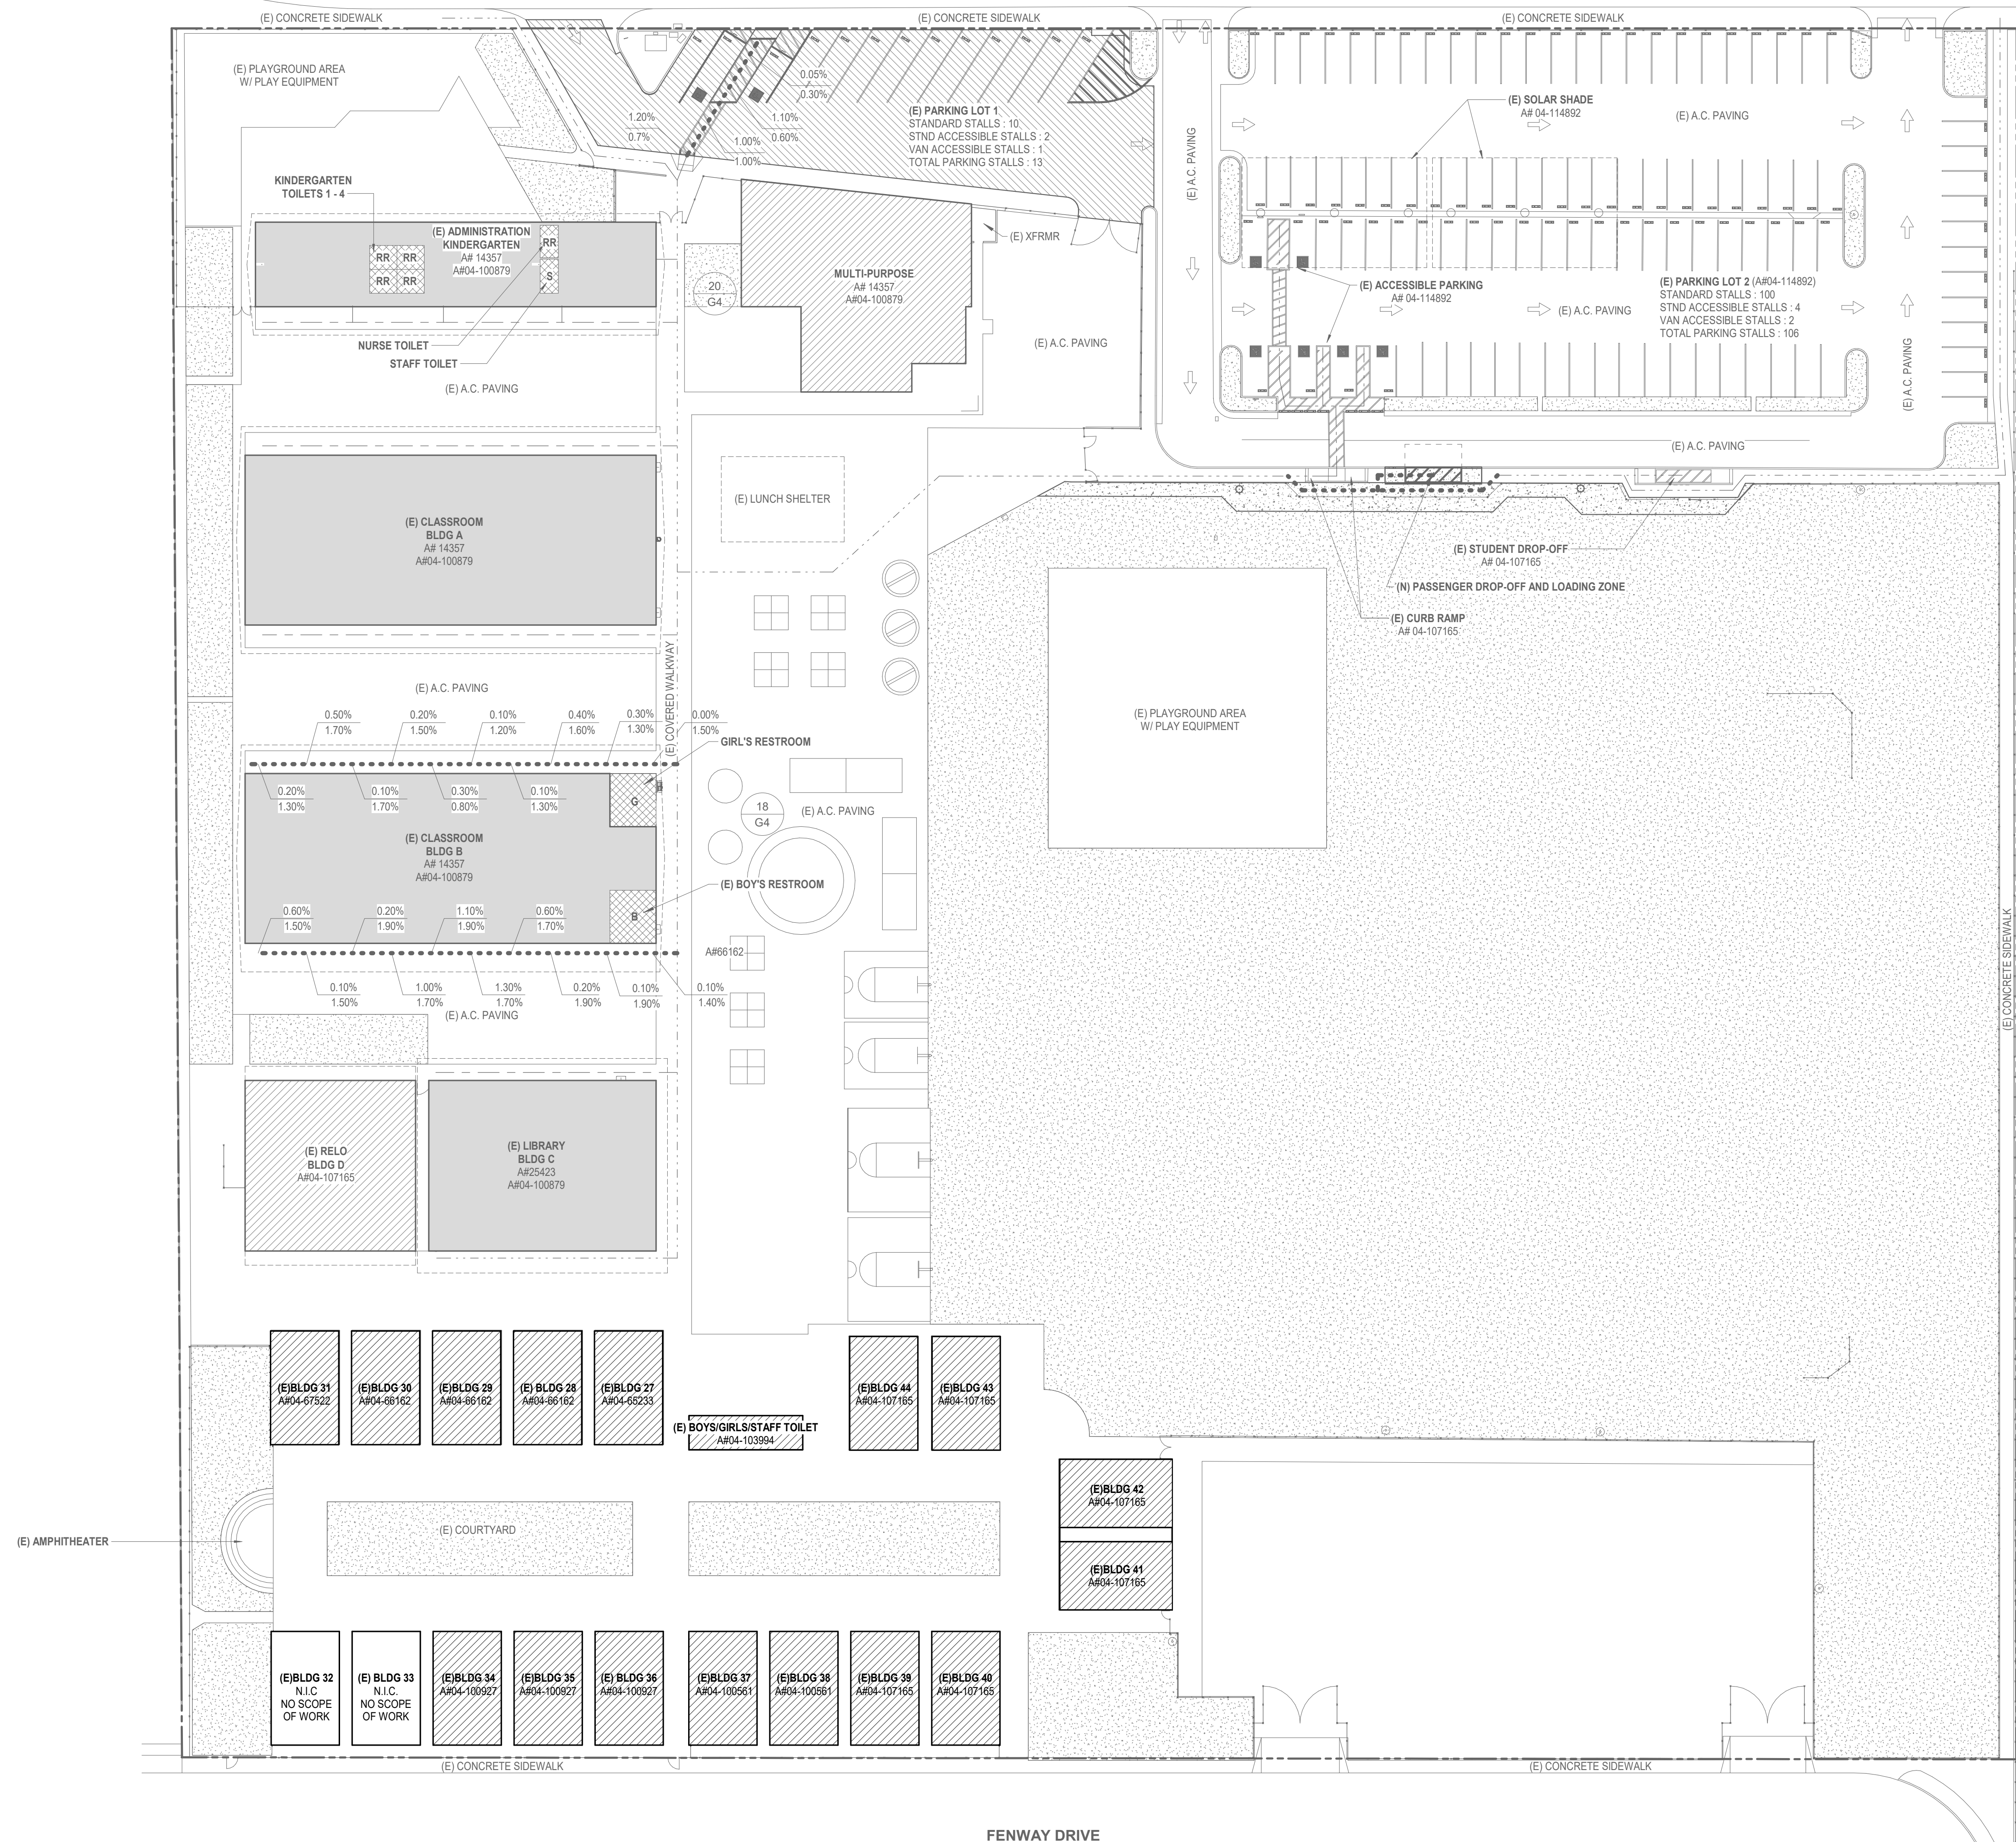 (E) CONCRETE SIDEWALK
(E) CONCRETE SIDEWALK
(E) CONCRETE SIDEWALK
(E) PLAYGROUND AREA
W/ PLAY EQUIPMENT
0.05%
0.30%
1.20%
0.7%
1.10%
0.60%
1.00%
1.00%
(E) PARKING LOT 1
STANDARD STALLS : 10
STND ACCESSIBLE STALLS : 2
VAN ACCESSIBLE STALLS : 1
TOTAL PARKING STALLS : 13
(E) A.C. PAVING
(E) SOLAR SHADE
A# 04-114892
(E) A.C. PAVING
KINDERGARTEN
TOILETS 1 - 4
(E) ADMINISTRATION
KINDERGARTEN
A# 14357
A#04-100879
RR
RR
RR
RR
RR
S
NURSE TOILET
STAFF TOILET
(E) A.C. PAVING
20
G4
MULTI-PURPOSE
A# 14357
A#04-100879
(E) XFRMR
(E) A.C. PAVING
(E) ACCESSIBLE PARKING
A# 04-114892
(E) A.C. PAVING
(E) PARKING LOT 2 (A#04-114892)
STANDARD STALLS : 100
STND ACCESSIBLE STALLS : 4
VAN ACCESSIBLE STALLS : 2
TOTAL PARKING STALLS : 106
(E) A.C. PAVING
(E) A.C. PAVING
(E) LUNCH SHELTER
(E) CLASSROOM
BLDG A
A# 14357
A#04-100879
(E) STUDENT DROP-OFF
A# 04-107165
(N) PASSENGER DROP-OFF AND LOADING ZONE
(E) CURB RAMP
A# 04-107165
(E) COVERED WALKWAY
(E) A.C. PAVING
0.50%
1.70%
0.20%
1.50%
0.10%
1.20%
0.40%
1.60%
0.30%
1.30%
0.00%
1.50%
GIRL'S RESTROOM
(E) PLAYGROUND AREA
W/ PLAY EQUIPMENT
0.20%
1.30%
0.10%
1.70%
0.30%
0.80%
0.10%
1.30%
G
18
G4
(E) A.C. PAVING
(E) CLASSROOM
BLDG B
A# 14357
A#04-100879
(E) BOY'S RESTROOM
B
0.60%
1.50%
0.20%
1.90%
1.10%
1.90%
0.60%
1.70%
A#66162
0.10%
1.50%
1.00%
1.70%
1.30%
1.70%
0.20%
1.90%
0.10%
1.90%
0.10%
1.40%
(E) A.C. PAVING
(E) CONCRETE SIDEWALK
(E) RELO
BLDG D
A#04-107165
(E) LIBRARY
BLDG C
A#25423
A#04-100879
(E)BLDG 31
A#04-67522
(E)BLDG 30
A#04-66162
(E)BLDG 29
A#04-66162
(E) BLDG 28
A#04-66162
(E)BLDG 27
A#04-65233
(E) BOYS/GIRLS/STAFF TOILET
A#04-103994
(E)BLDG 44
A#04-107165
(E)BLDG 43
A#04-107165
(E)BLDG 42
A#04-107165
(E) COURTYARD
(E) AMPHITHEATER
(E)BLDG 41
A#04-107165
(E)BLDG 32
N.I.C
NO SCOPE
OF WORK
(E) BLDG 33
N.I.C.
NO SCOPE
OF WORK
(E)BLDG 34
A#04-100927
(E)BLDG 35
A#04-100927
(E) BLDG 36
A#04-100927
(E)BLDG 37
A#04-100561
(E)BLDG 38
A#04-100561
(E)BLDG 39
A#04-107165
(E)BLDG 40
A#04-107165
(E) CONCRETE SIDEWALK
(E) CONCRETE SIDEWALK
FENWAY DRIVE